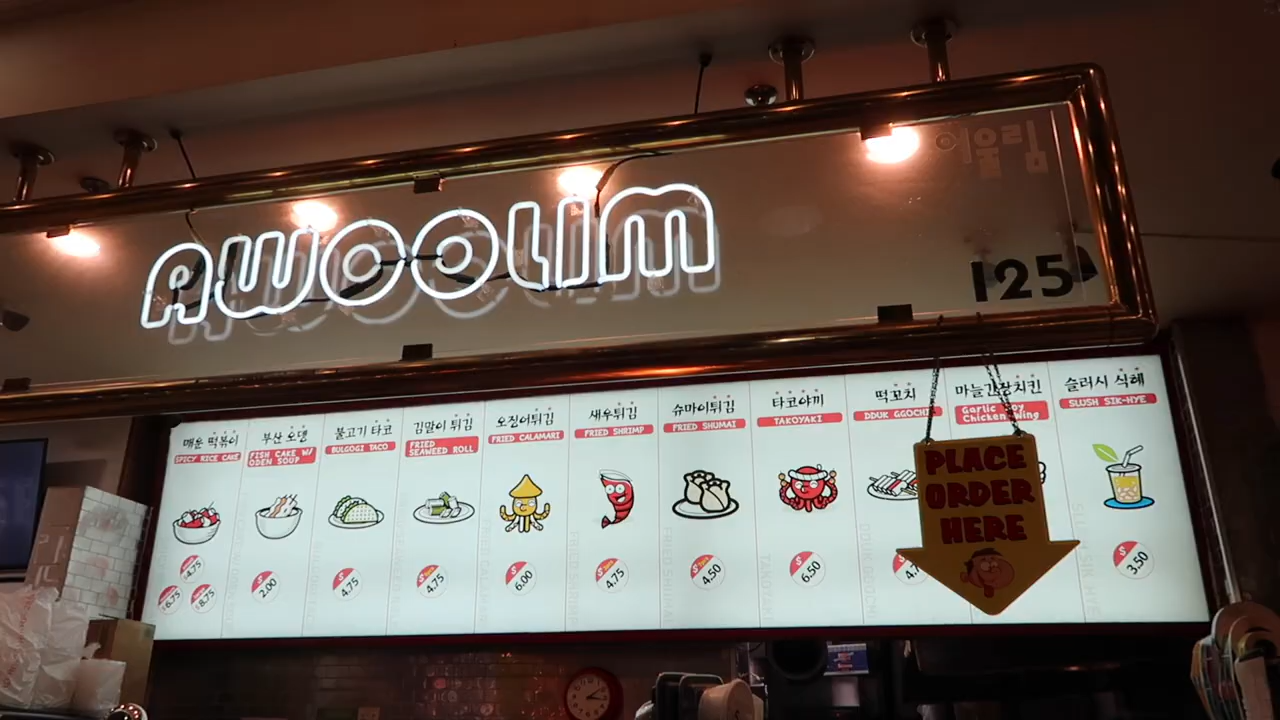 어울림
AWOOLIM
125
매운 떡볶이
SPICY RICE CAKE
$4.75
$6.75
$8.75
부산 오뎅
FISH CAKE W/
ODEN SOUP
2.00
불고기 타코
BULGOGI TACO
$4.75
김말이 튀김
FRIED
SEAWEED ROLL
4.75
오징어튀김
FRIED CALAMARI
$6.00
새우튀김
FRIED SHRIMP
4.75
슈마이튀김
FRIED SHUMAI
4.50
타코야끼
TAKOYAKI
$6.50
떡꼬치
DDUK GGOCHI
마늘간장치킨
Garlic Soy
Chicken Wing
슬러시 식혜
SLUSH SIK-HYE
$3.50
PLACE
ORDER
HERE